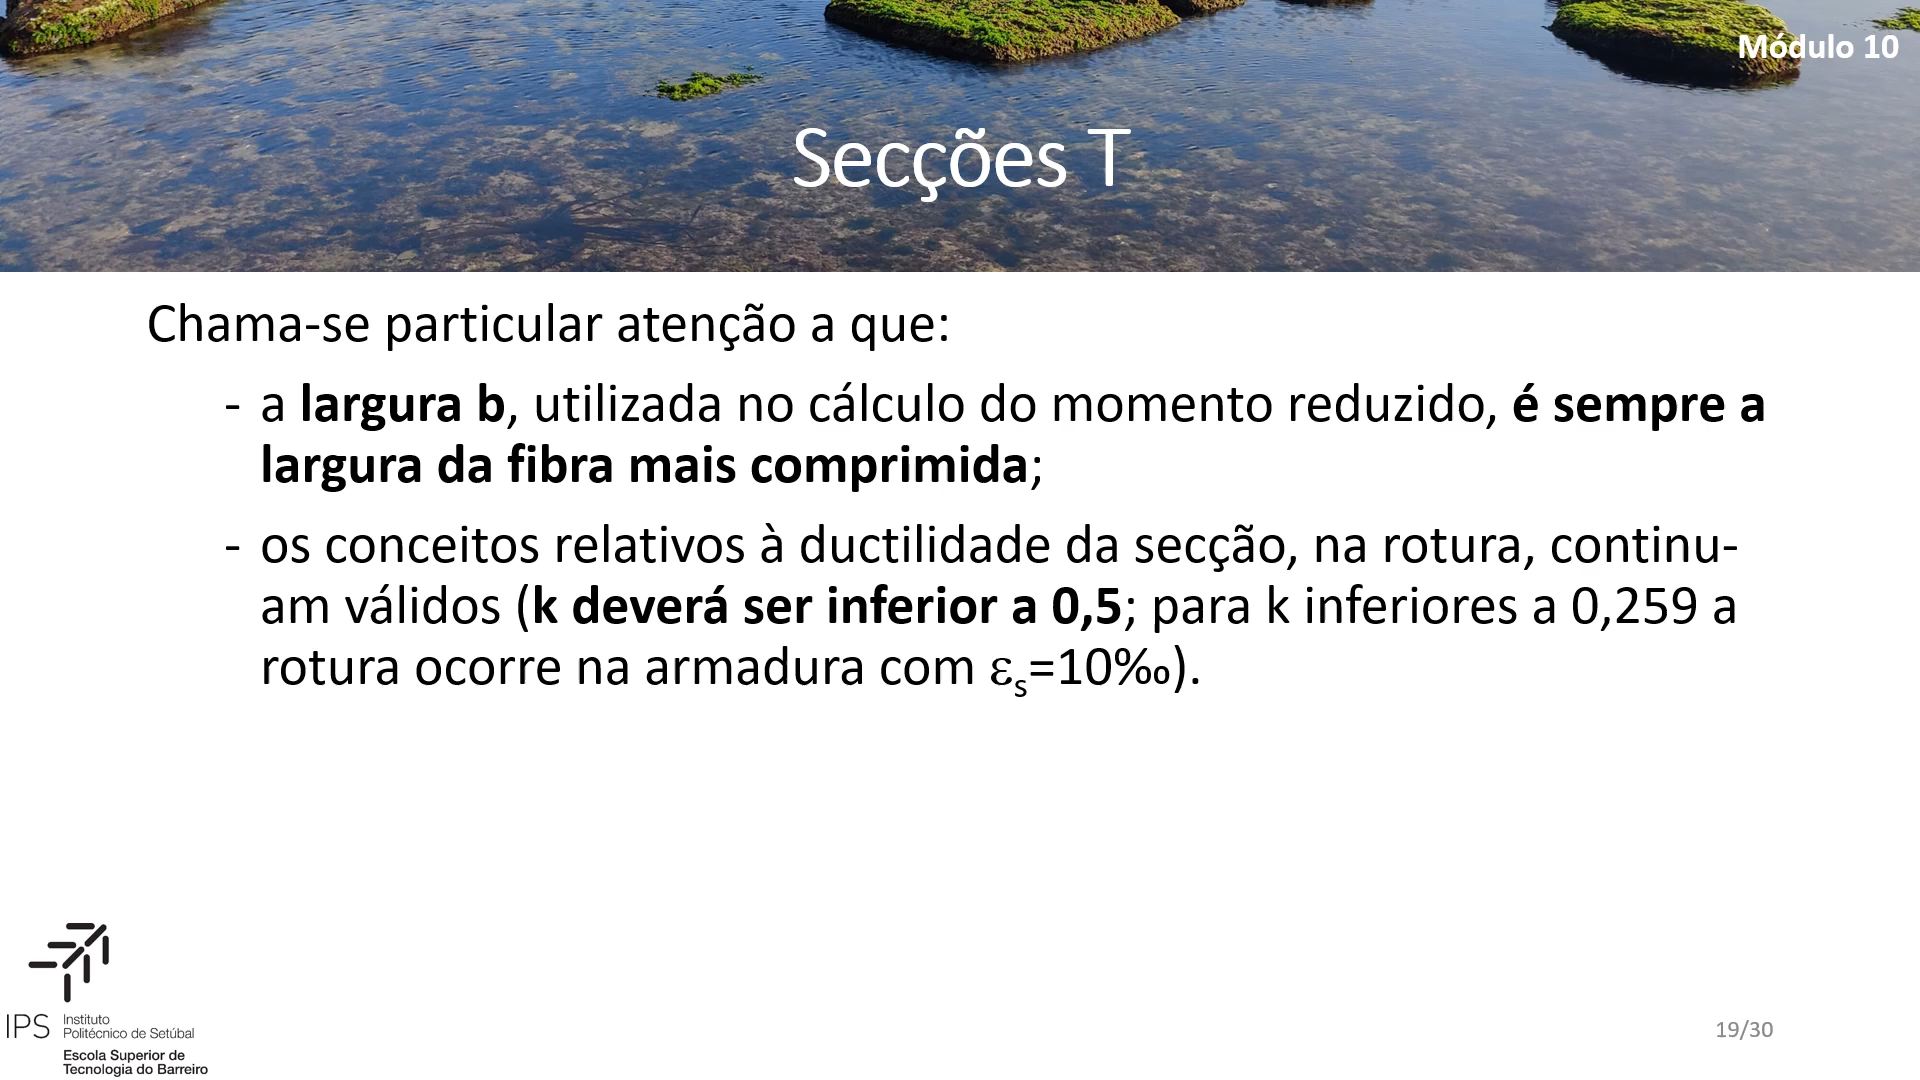 Módulo 10
Secções T
Chama-se particular atenção a que:
- a largura b, utilizada no cálculo do momento reduzido, é sempre a
largura da fibra mais comprimida;
- os conceitos relativos à ductilidade da secção, na rotura, continu-
am válidos (k deverá ser inferior a 0,5; para k inferiores a 0,259 a
rotura ocorre na armadura com εs=10‰).
IPS Instituto
Politécnico de Setúbal
Escola Superior de
Tecnologia do Barreiro
19/30